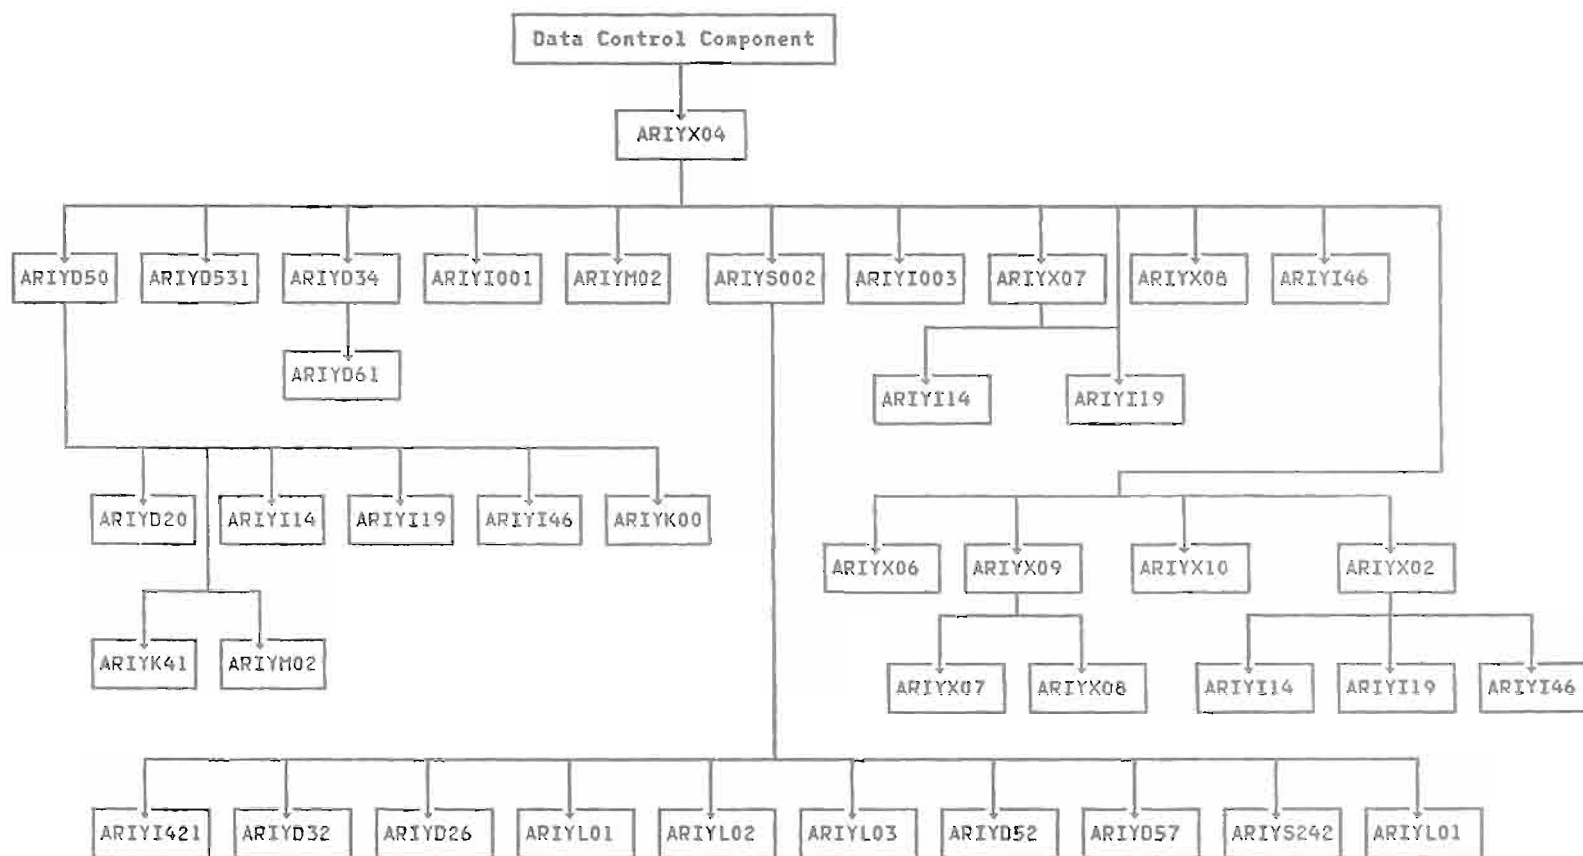 Data Control Component
ARIYX04
ARIYD50 ARIYD531 ARIYD34 ARIYI001 ARIYM02 ARIYS002 ARIYI003 ARIYX07 ARIYX08 ARIYI46
ARIYD61
ARIYI14 ARIYI19
ARIYD20 ARIYI14 ARIYI19 ARIYI46 ARIYK00
ARIYX06 ARIYX09 ARIYX10 ARIYX02
ARIYK41 ARIYM02
ARIYX07 ARIYX08 ARIYI14 ARIYI19 ARIYI46
ARIYI421 ARIYD32 ARIYD26 ARIYL01 ARIYL02 ARIYL03 ARIYD52 ARIYD57 ARIYS242 ARIYL01